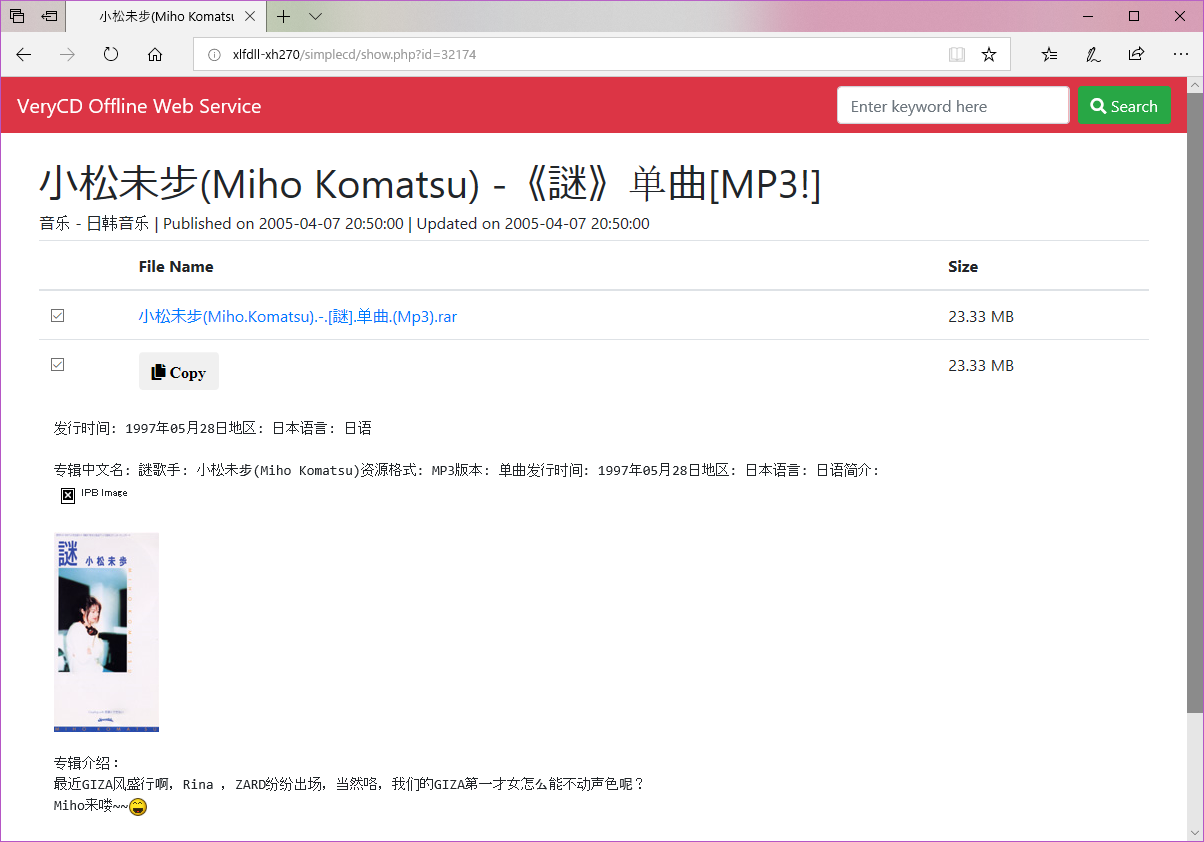 小松未步(Miho Komatsu
xlfdll-xh270/simplecd/show.php?id=32174
VeryCD Offline Web Service
Enter keyword here
Search
小松未步(Miho Komatsu) -《謎》单曲[MP3!]
音乐 - 日韩音乐 | Published on 2005-04-07 20:50:00 | Updated on 2005-04-07 20:50:00
File Name Size
小松未步(Miho.Komatsu).-.[謎].单曲.(Mp3).rar 23.33 MB
Copy 23.33 MB
发行时间: 1997年05月28日地区: 日本语言: 日语
专辑中文名: 謎歌手: 小松未步(Miho Komatsu)资源格式: MP3版本: 单曲发行时间: 1997年05月28日地区: 日本语言: 日语简介:
IPB Image
謎
小松未歩
MIHO KOMATSU
专辑介绍：
最近GIZA风盛行啊，Rina ，ZARD纷纷出场，当然咯，我们的GIZA第一才女怎么能不动声色呢？
Miho来喽~~